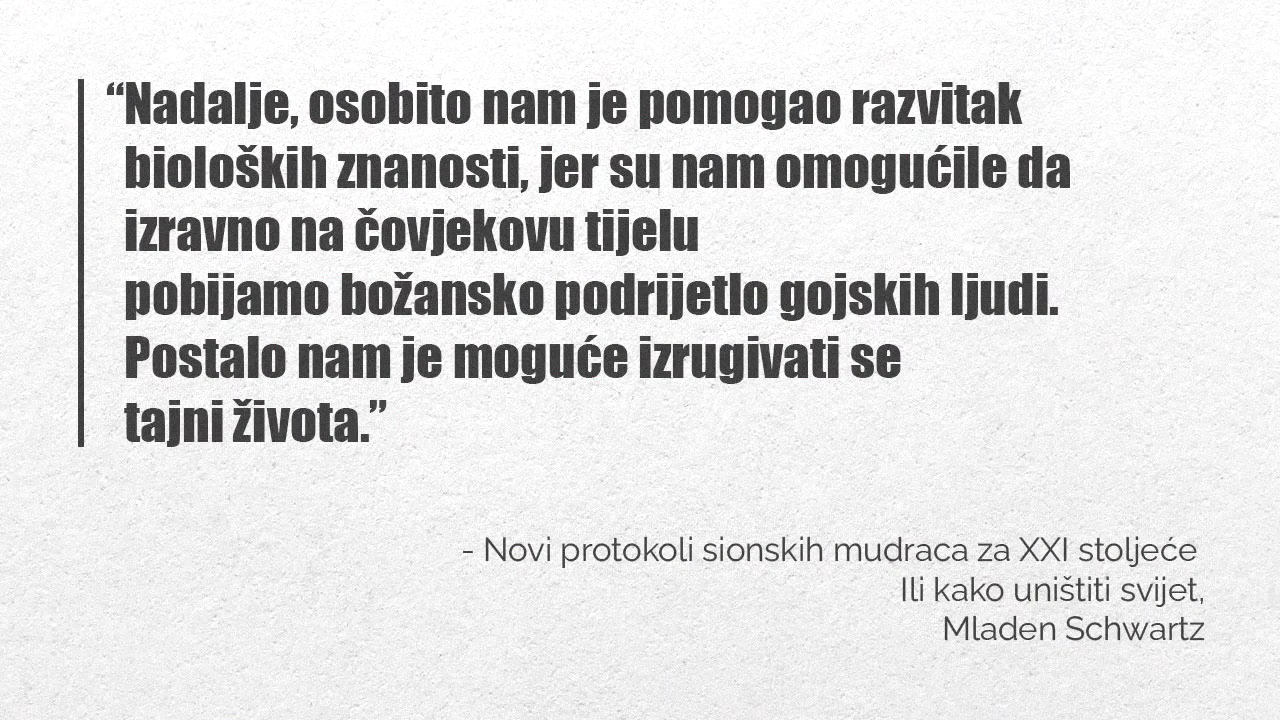 “Nadalje, osobito nam je pomogao razvitak
bioloških znanosti, jer su nam omogućile da
izravno na čovjekovu tijelu
pobijamo božansko podrijetlo gojskih ljudi.
Postalo nam je moguće izrugivati se
tajni života.”
- Novi protokoli sionskih mudraca za XXI stoljeće
Ili kako uništiti svijet,
Mladen Schwartz